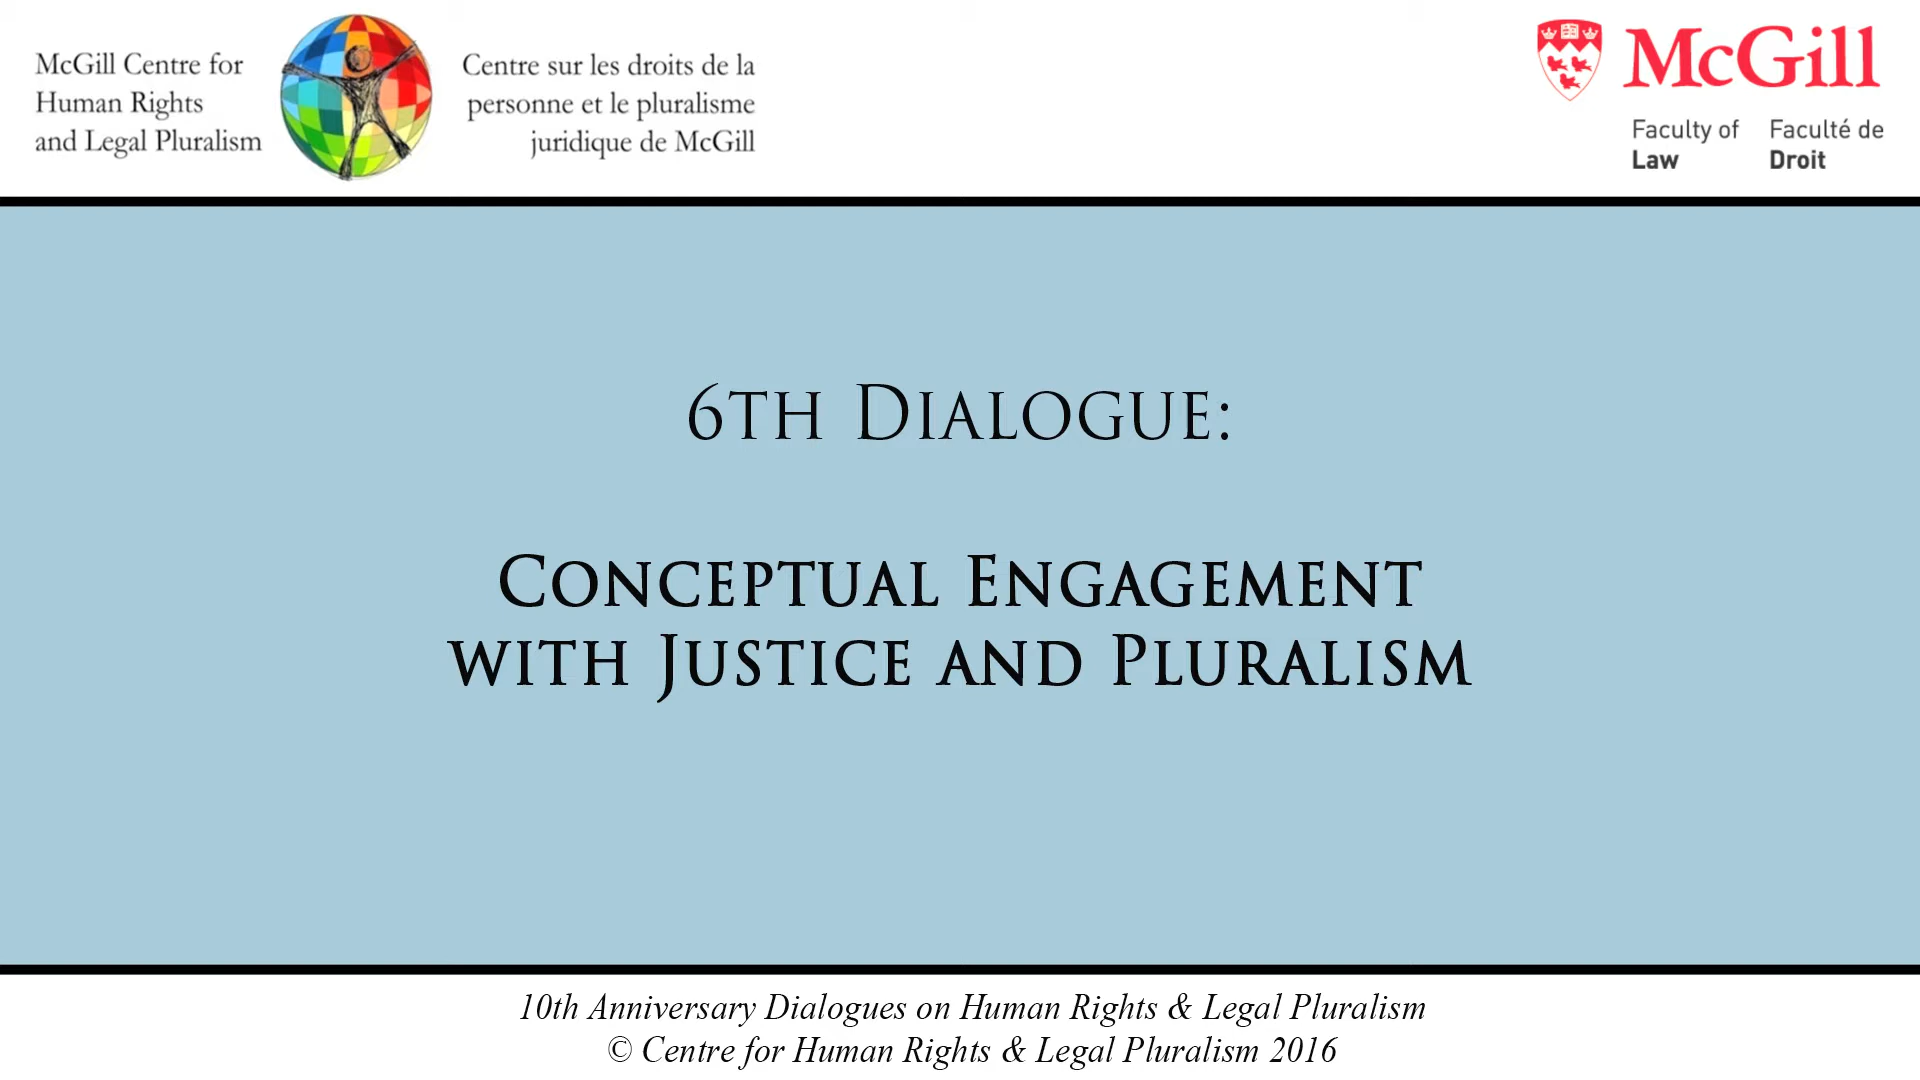 McGill Centre for
Human Rights
and Legal Pluralism
Centre sur les droits de la
personne et le pluralisme
juridique de McGill
McGill
Faculty of
Law
Faculté de
Droit
6TH DIALOGUE:
CONCEPTUAL ENGAGEMENT
WITH JUSTICE AND PLURALISM
10th Anniversary Dialogues on Human Rights & Legal Pluralism
© Centre for Human Rights & Legal Pluralism 2016